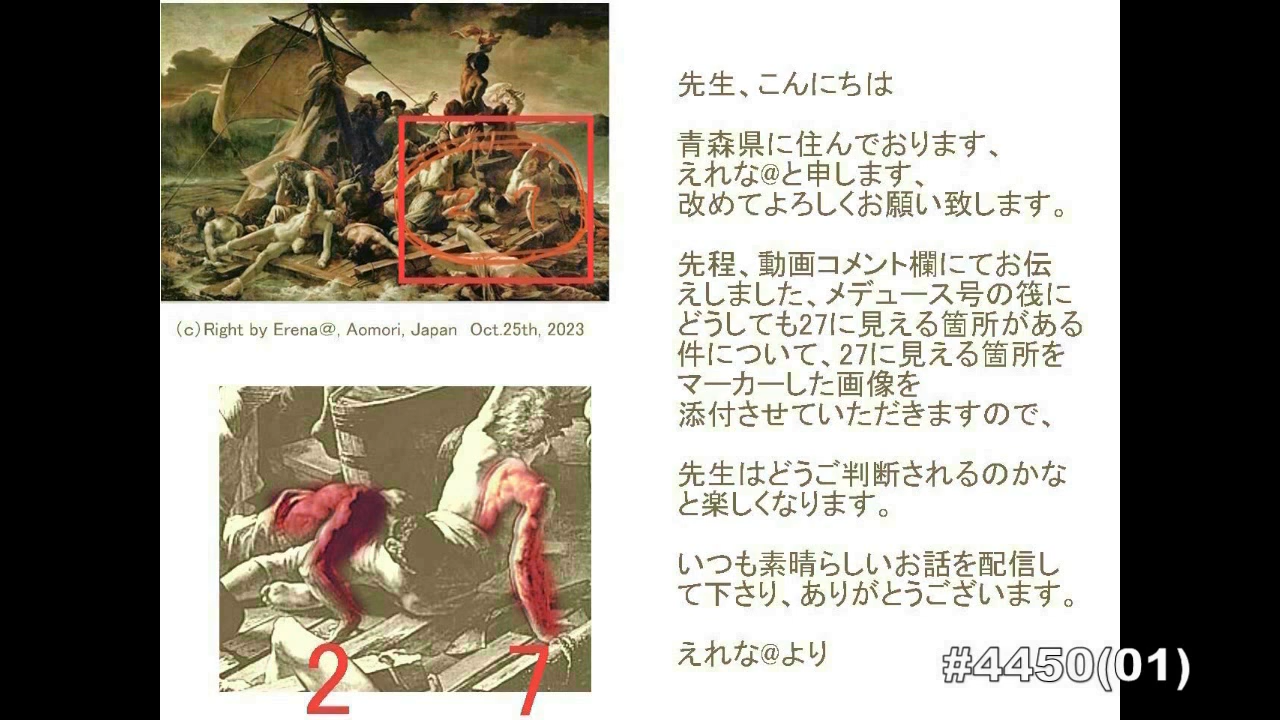 27
(c)Right by Erena@, Aomori, Japan Oct.25th, 2023
2 7
先生、こんにちは
青森県に住んでおります、
えれな@と申します、
改めてよろしくお願い致します。
先程、動画コメント欄にてお伝
えしました、メデュース号の筏に
どうしても27に見える箇所がある
件について、27に見える箇所を
マーカーした画像を
添付させていただきますので、
先生はどうご判断されるのかな
と楽しくなります。
いつも素晴らしいお話を配信し
て下さり、ありがとうございます。
えれな@より
#4450(01)